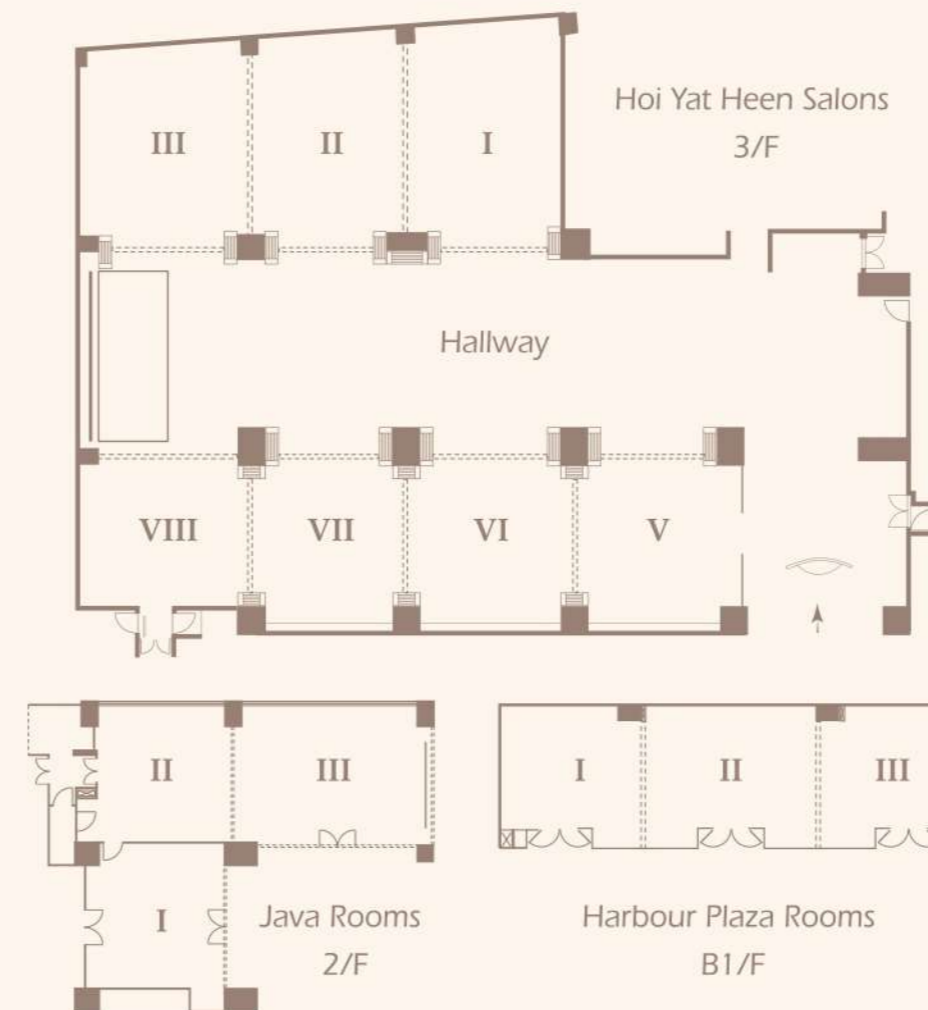 Hoi Yat Heen Salons
3/F
III
II
I
Hallway
VIII
VII
VI
V
II
III
I
Java Rooms
2/F
I
II
III
Harbour Plaza Rooms
B1/F